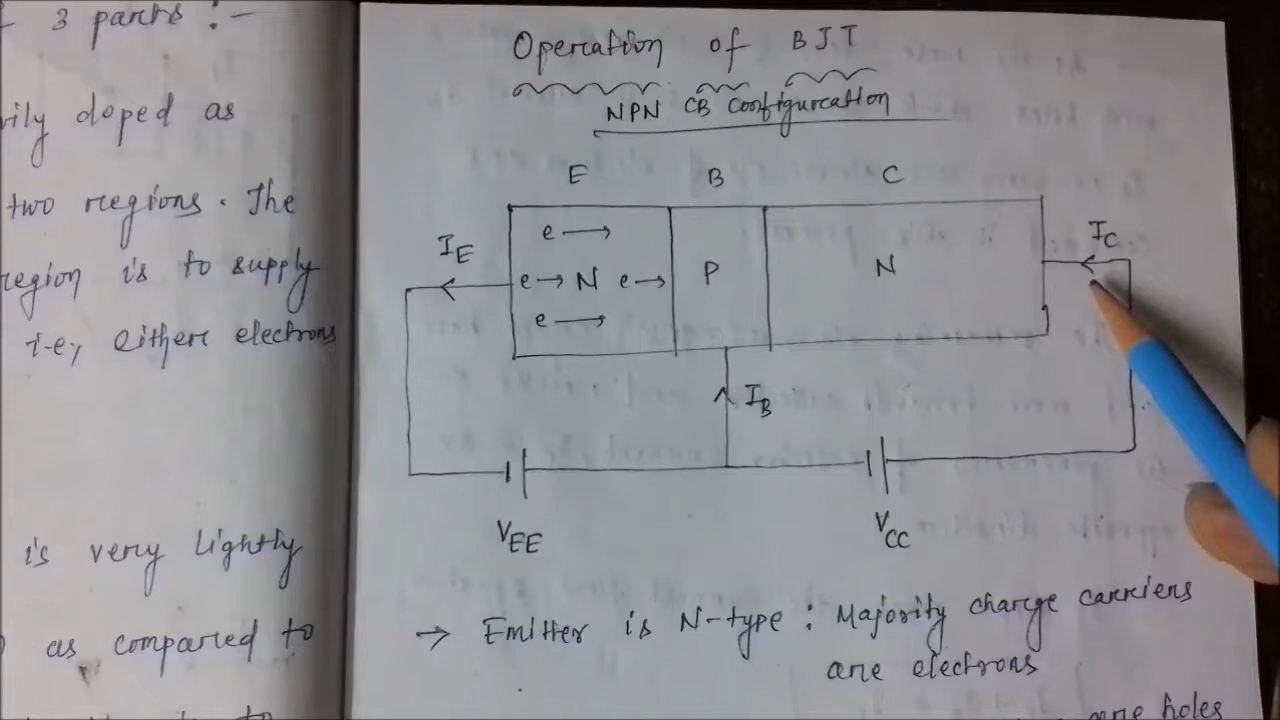 3 parts :-
doped as
two regions. The
region is to supply
i.e, either electrons
is very lightly
as compared to
Operation of BJT
NPN CB Configuration
E B C
IE
e →
e → N e →
e →
P
N
IC
IB
VEE
VCC
→ Emitter is N-type : Majority charge carriers
are electrons
are holes